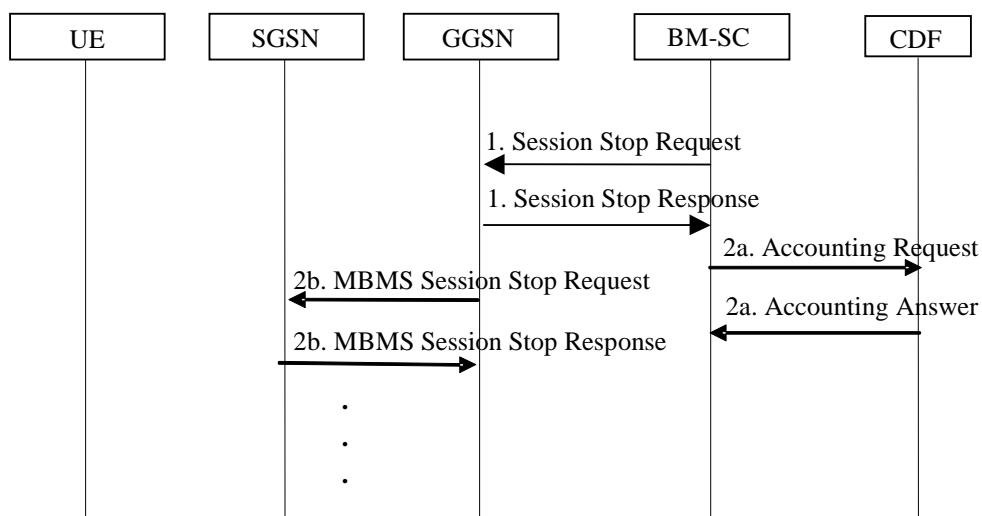 UE
SGSN
GGSN
BM-SC
CDF
1. Session Stop Request
1. Session Stop Response
2a. Accounting Request
2b. MBMS Session Stop Request
2a. Accounting Answer
2b. MBMS Session Stop Response